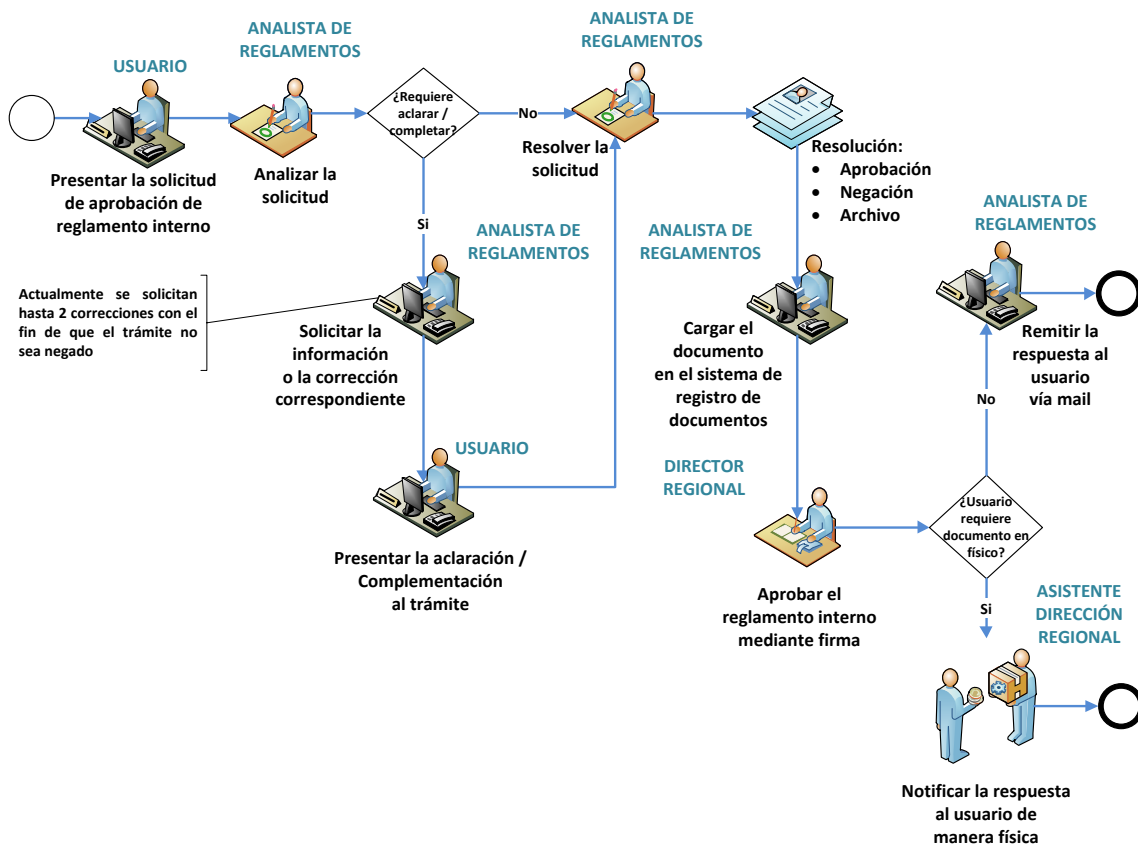 USUARIO
Presentar la solicitud
de aprobación de
reglamento interno
ANALISTA DE
REGLAMENTOS
Analizar la
solicitud
¿Requiere
aclarar /
completar?
No
Si
ANALISTA DE
REGLAMENTOS
Resolver la
solicitud
Resolución:
• Aprobación
• Negación
• Archivo
ANALISTA DE
REGLAMENTOS
Solicitar la
información
o la corrección
correspondiente
Actualmente se solicitan
hasta 2 correcciones con el
fin de que el trámite no
sea negado
USUARIO
Presentar la aclaración /
Complementación
al trámite
ANALISTA DE
REGLAMENTOS
Cargar el
documento
en el sistema de
registro de
documentos
DIRECTOR
REGIONAL
Aprobar el
reglamento interno
mediante firma
¿Usuario
requiere
documento en
físico?
No
Si
ANALISTA DE
REGLAMENTOS
Remitir la
respuesta al
usuario
vía mail
ASISTENTE
DIRECCIÓN
REGIONAL
Notificar la respuesta
al usuario de
manera física